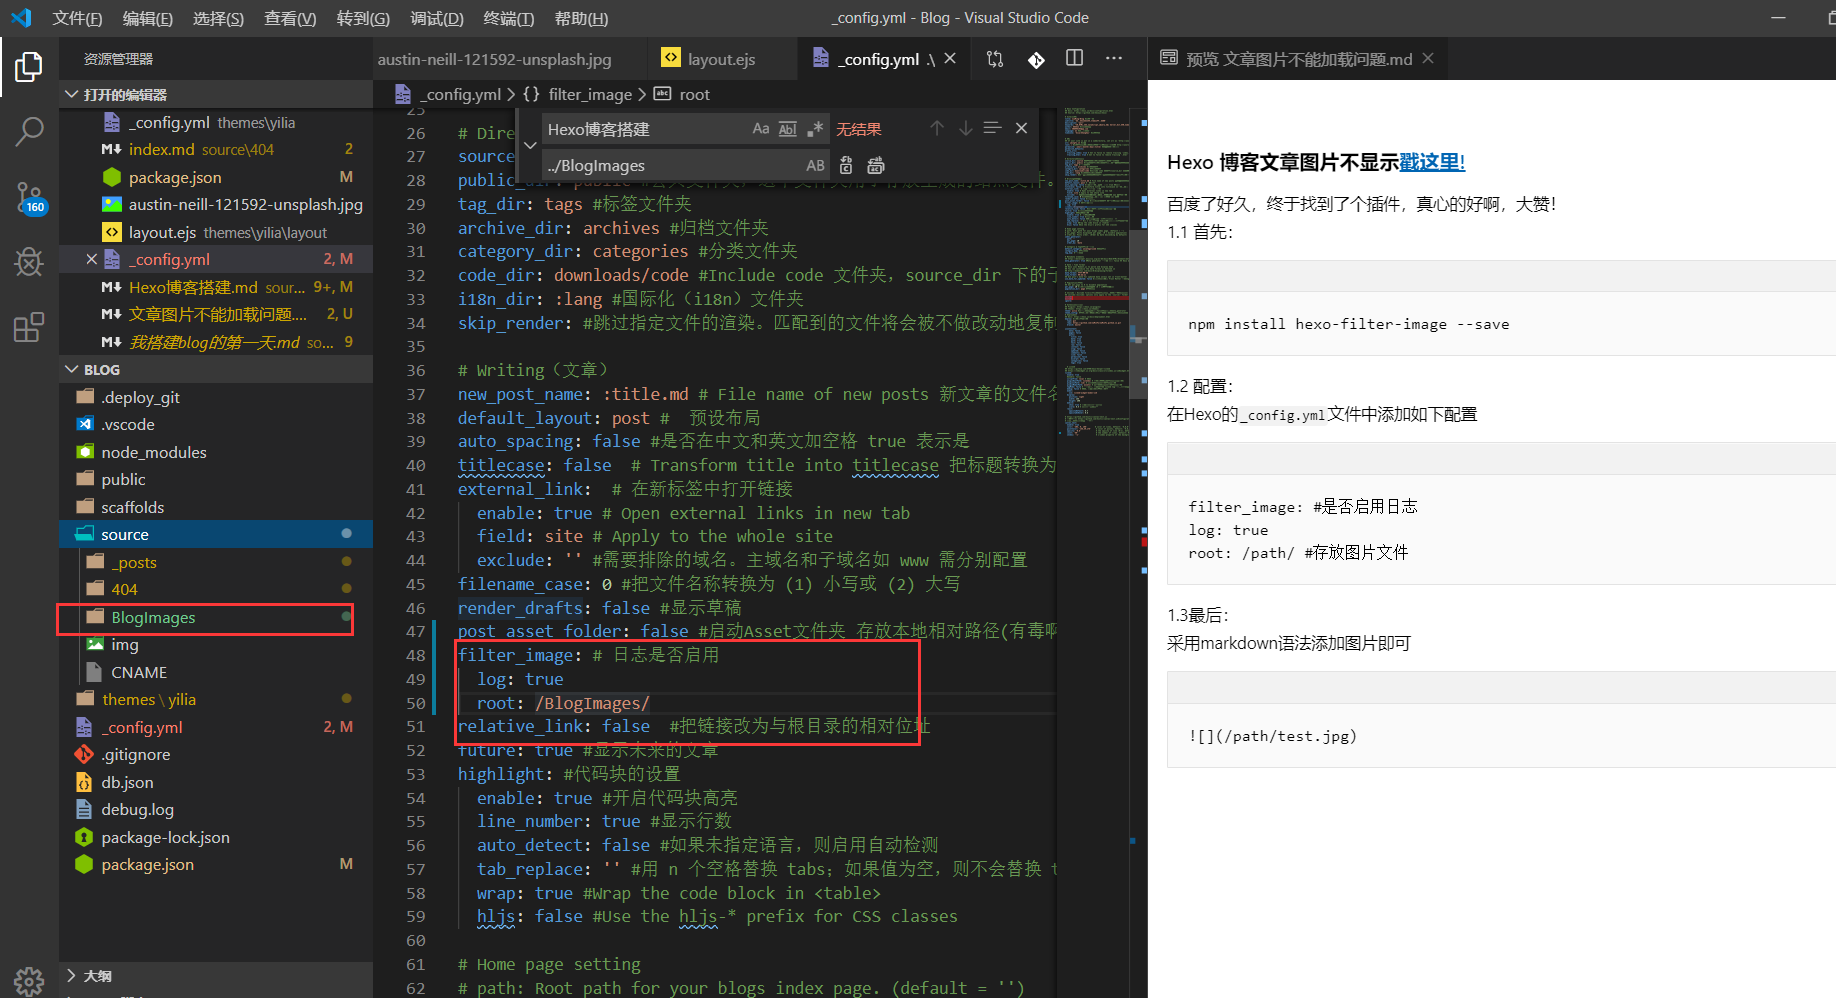 文件(F) 编辑(E) 选择(S) 查看(V) 转到(G) 调试(D) 终端(T) 帮助(H) _config.yml - Blog - Visual Studio Code
资源管理器
打开的编辑器
_config.yml themes\yilia
index.md source\404 2
package.json M
austin-neill-121592-unsplash.jpg
layout.ejs themes\yilia\layout
_config.yml 2, M
Hexo博客搭建.md sour... 9+, M
文章图片不能加载问题.... 2, U
我搭建blog的第一天.md so... 9
160
BLOG
.deploy_git
.vscode
node_modules
public
scaffolds
source
_posts
404
BlogImages
img
CNAME
themes \ yilia
_config.yml 2, M
.gitignore
db.json
debug.log
package-lock.json
package.json M
大纲
austin-neill-121592-unsplash.jpg layout.ejs _config.yml .\
_config.yml > {} filter_image > root
Hexo博客搭建 Aa Abl .* 无结果
../BlogImages AB
25
26 # Dire
27 source
28 public_dir: public
29 tag_dir: tags #标签文件夹
30 archive_dir: archives #归档文件夹
31 category_dir: categories #分类文件夹
32 code_dir: downloads/code #Include code 文件夹，source_dir 下的子
33 i18n_dir: :lang #国际化（i18n）文件夹
34 skip_render: #跳过指定文件的渲染。匹配到的文件将会被不做改动地复制
35
36 # Writing（文章）
37 new_post_name: :title.md # File name of new posts 新文章的文件名
38 default_layout: post #  预设布局
39 auto_spacing: false #是否在中文和英文加空格 true 表示是
40 titlecase: false  # Transform title into titlecase 把标题转换为
41 external_link:  # 在新标签中打开链接
42 enable: true # Open external links in new tab
43 field: site # Apply to the whole site
44 exclude: '' #需要排除的域名。主域名和子域名如 www 需分别配置
45 filename_case: 0 #把文件名称转换为 (1) 小写或 (2) 大写
46 render_drafts: false #显示草稿
47 post_asset_folder: false #启动Asset文件夹 存放本地相对路径(有毒啊
48 filter_image: # 日志是否启用
49 log: true
50 root: /BlogImages/
51 relative_link: false  #把链接改为与根目录的相对位址
52 future: true #显示未来的文章
53 highlight: #代码块的设置
54 enable: true #开启代码块高亮
55 line_number: true #显示行数
56 auto_detect: false #如果未指定语言，则启用自动检测
57 tab_replace: '' #用 n 个空格替换 tabs；如果值为空，则不会替换 t
58 wrap: true #Wrap the code block in <table>
59 hljs: false #Use the hljs-* prefix for CSS classes
60
61 # Home page setting
62 # path: Root path for your blogs index page. (default = '')
预览 文章图片不能加载问题.md
Hexo 博客文章图片不显示戳这里!
百度了好久，终于找到了个插件，真心的好啊，大赞！
1.1 首先：
npm install hexo-filter-image --save
1.2 配置：
在Hexo的_config.yml文件中添加如下配置
filter_image: #是否启用日志
log: true
root: /path/ #存放图片文件
1.3最后：
采用markdown语法添加图片即可
![](/path/test.jpg)